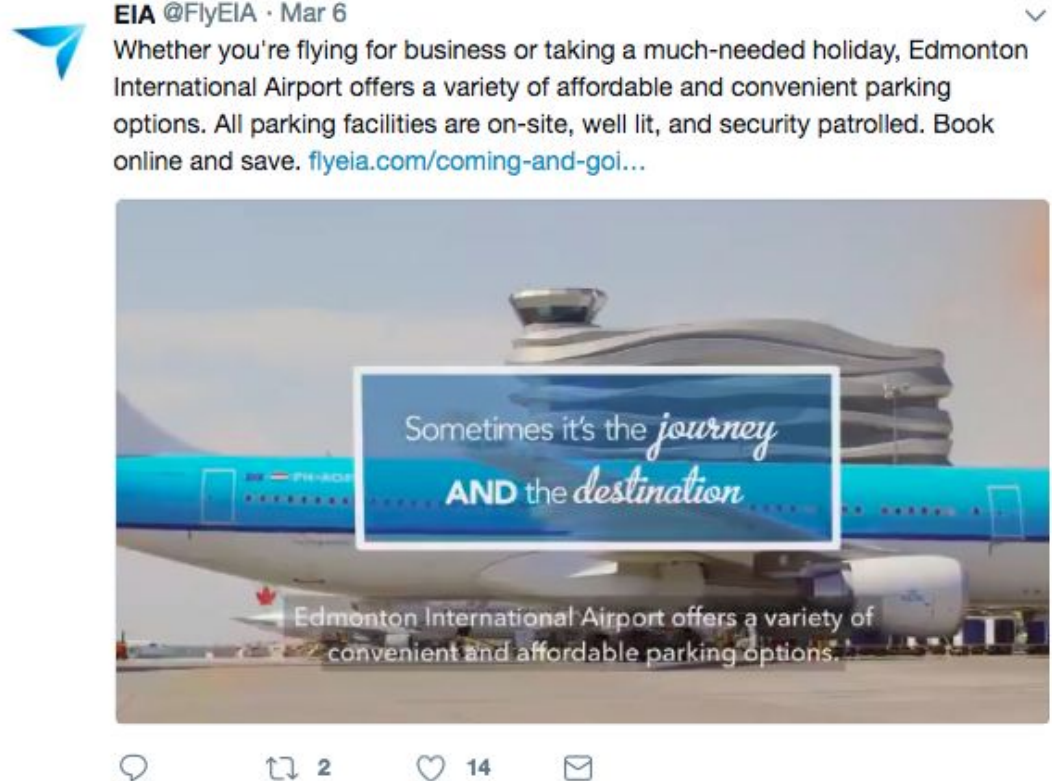 EIA @FlyEIA · Mar 6
Whether you're flying for business or taking a much-needed holiday, Edmonton
International Airport offers a variety of affordable and convenient parking
options. All parking facilities are on-site, well lit, and security patrolled. Book
online and save. flyeia.com/coming-and-goi...
Sometimes it's the journey
AND the destination
Edmonton International Airport offers a variety of
convenient and affordable parking options.
2 14